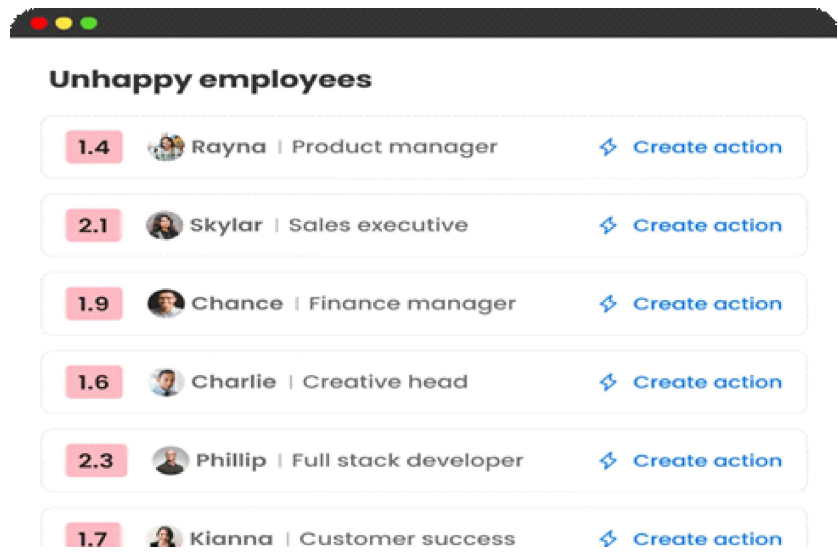 Unhappy employees
1.4 Rayna | Product manager Create action
2.1 Skylar | Sales executive Create action
1.9 Chance | Finance manager Create action
1.6 Charlie | Creative head Create action
2.3 Phillip | Full stack developer Create action
1.7 Kianna | Customer success Create action